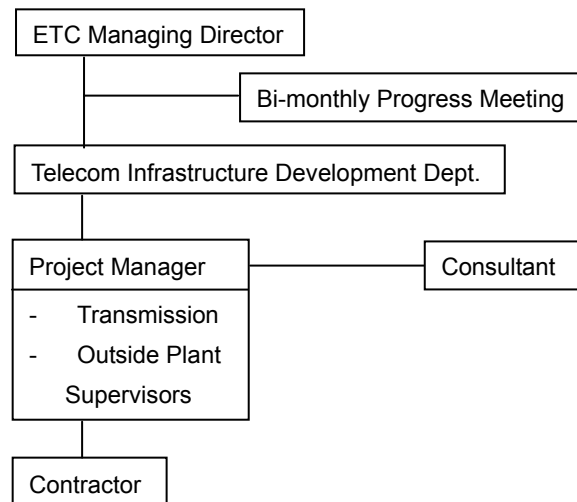 ETC Managing Director
Bi-monthly Progress Meeting
Telecom Infrastructure Development Dept.
Project Manager
Consultant
- Transmission
- Outside Plant
Supervisors
Contractor